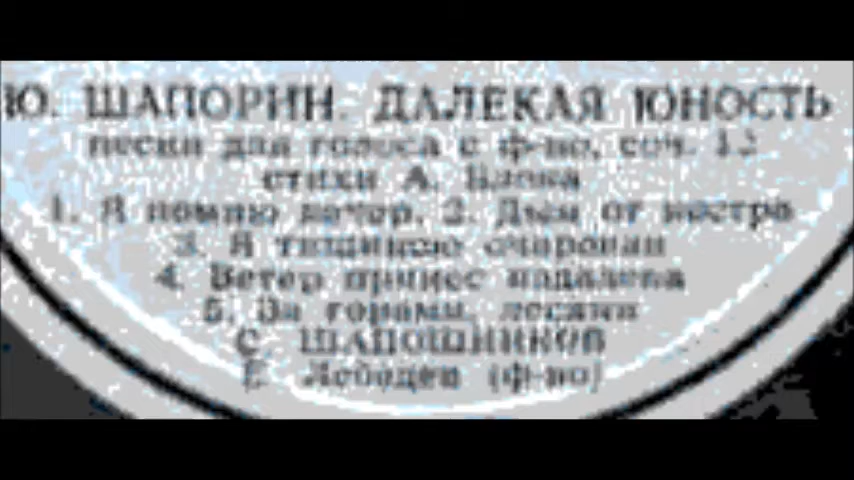 Ю. ШАПОРИН. ДАЛЕКАЯ ЮНОСТЬ
песни для голоса с ф-но, соч. 12
стихи А. Блока
1. Я помню вечер. 2. Дым от костра
3. Я тишиною очарован
4. Ветер принес издалека
5. За горами, лесами
С. ШАПОШНИКОВ
Е. Лебедев (ф-но)